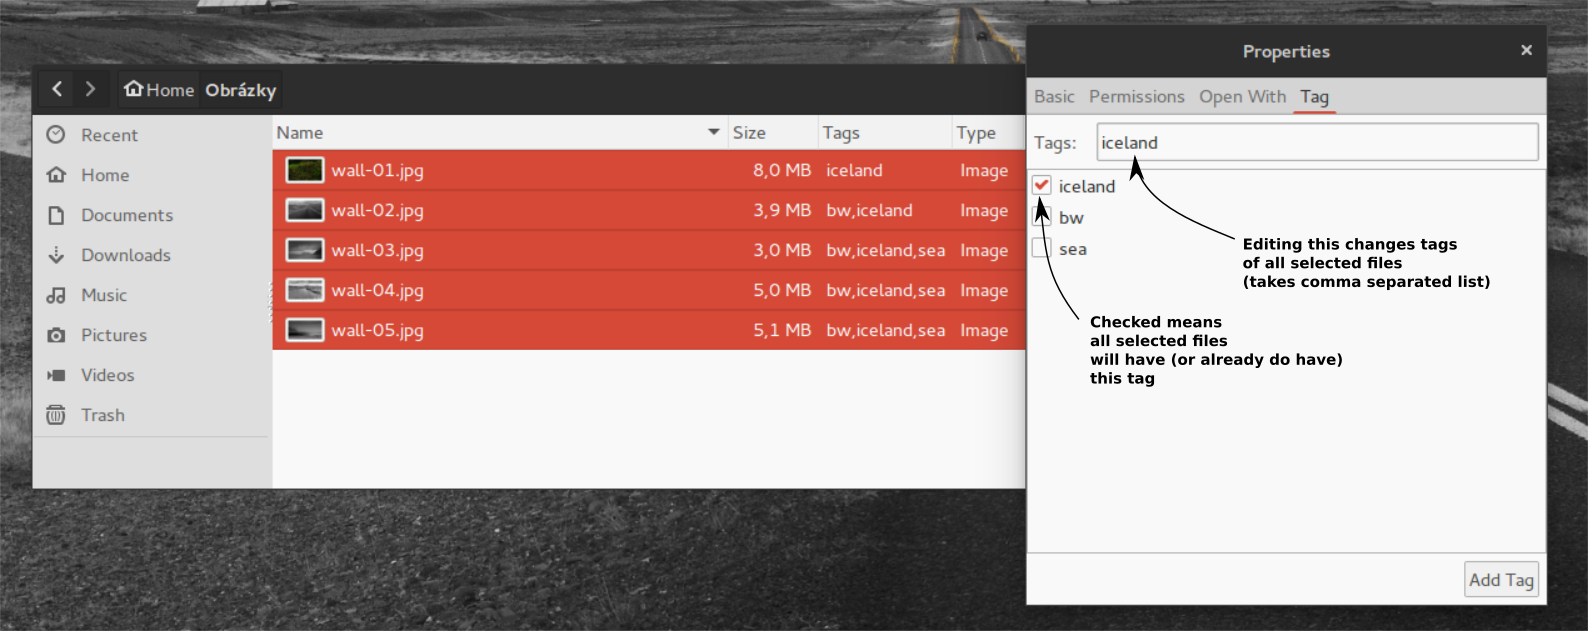 Home Obrázky
Recent
Home
Documents
Downloads
Music
Pictures
Videos
Trash
Name Size Tags Type
wall-01.jpg 8,0 MB iceland Image
wall-02.jpg 3,9 MB bw,iceland Image
wall-03.jpg 3,0 MB bw,iceland,sea Image
wall-04.jpg 5,0 MB bw,iceland,sea Image
wall-05.jpg 5,1 MB bw,iceland,sea Image
Properties
Basic Permissions Open With Tag
Tags: iceland
iceland
bw
sea
Editing this changes tags
of all selected files
(takes comma separated list)
Checked means
all selected files
will have (or already do have)
this tag
Add Tag